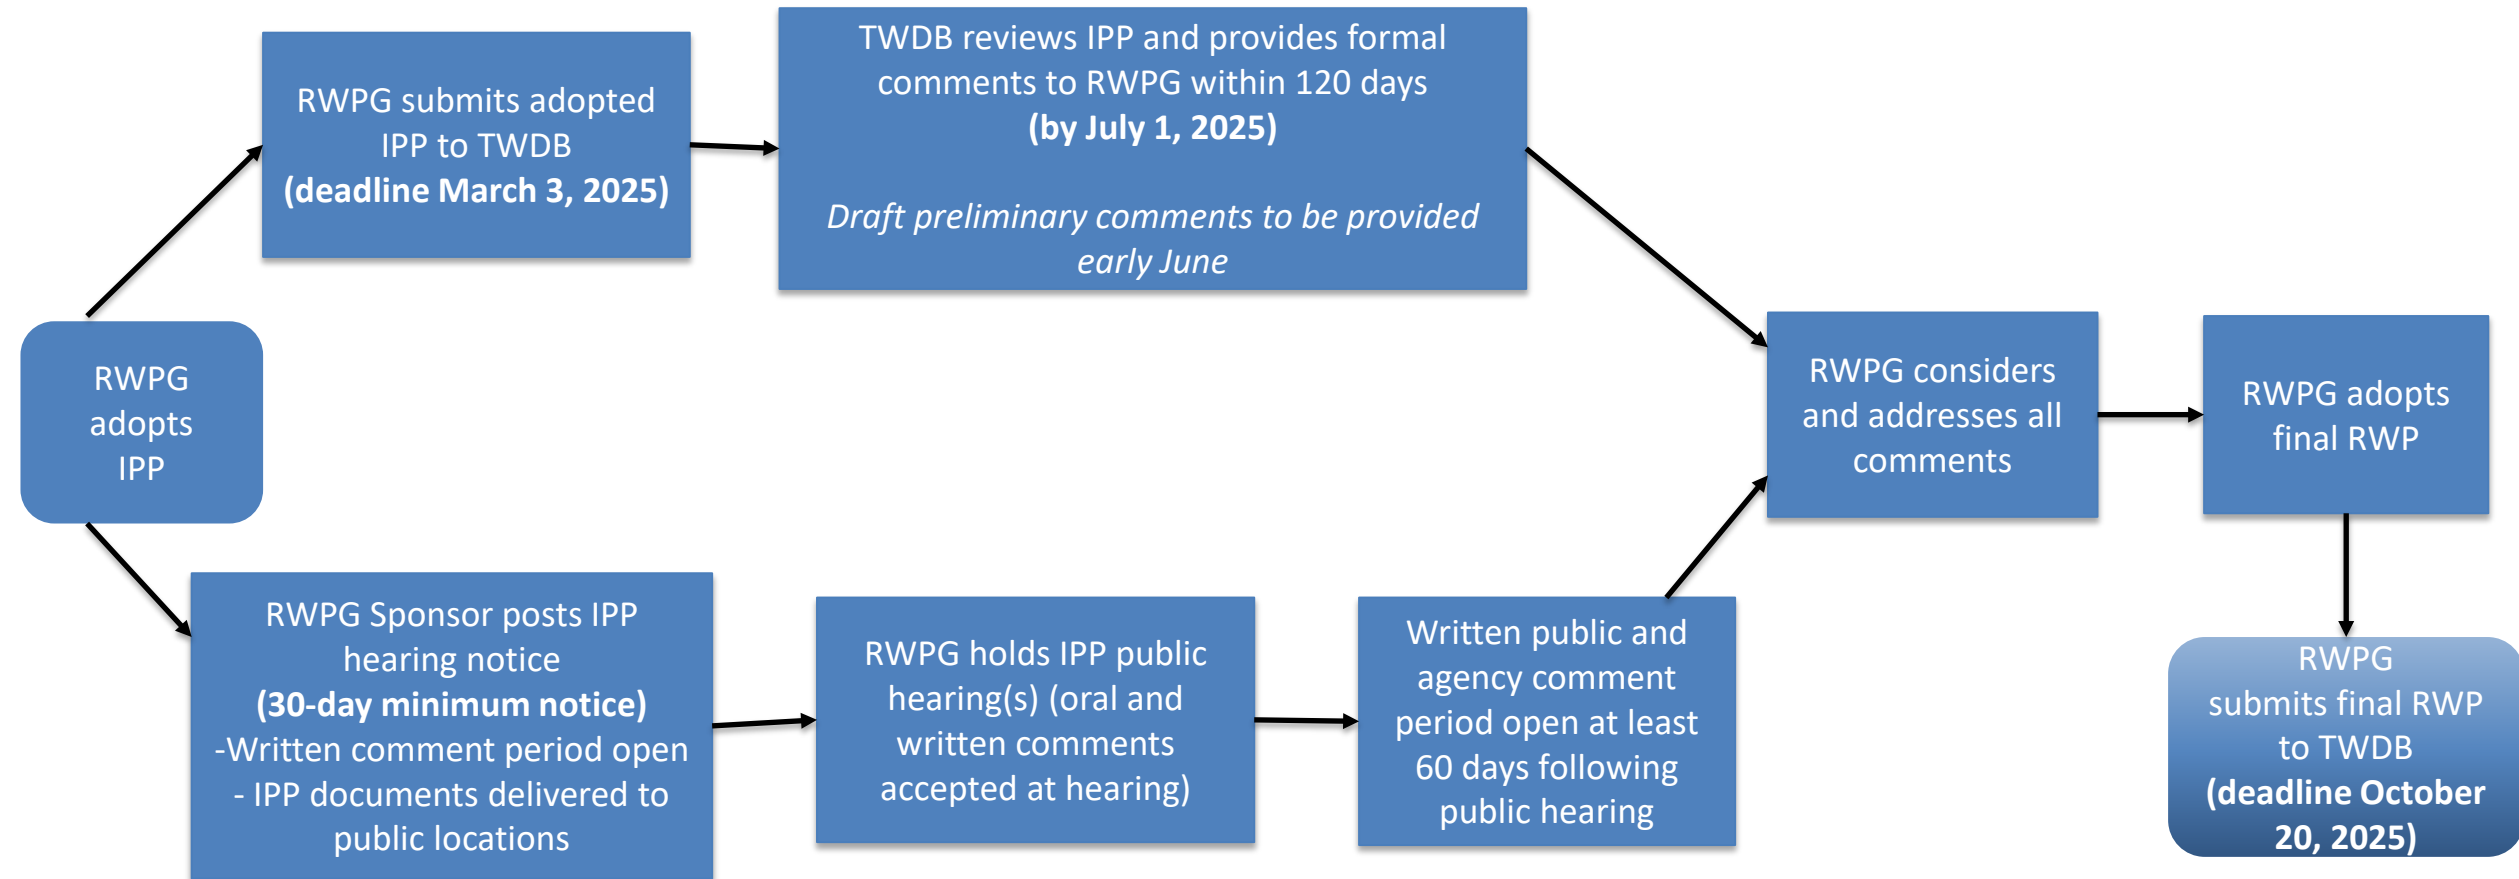 RWPG
adopts
IPP
RWPG submits adopted
IPP to TWDB
(deadline March 3, 2025)
TWDB reviews IPP and provides formal
comments to RWPG within 120 days
(by July 1, 2025)
Draft preliminary comments to be provided
early June
RWPG Sponsor posts IPP
hearing notice
(30-day minimum notice)
-Written comment period open
- IPP documents delivered to
public locations
RWPG holds IPP public
hearing(s) (oral and
written comments
accepted at hearing)
Written public and
agency comment
period open at least
60 days following
public hearing
RWPG considers
and addresses all
comments
RWPG adopts
final RWP
RWPG
submits final RWP
to TWDB
(deadline October
20, 2025)